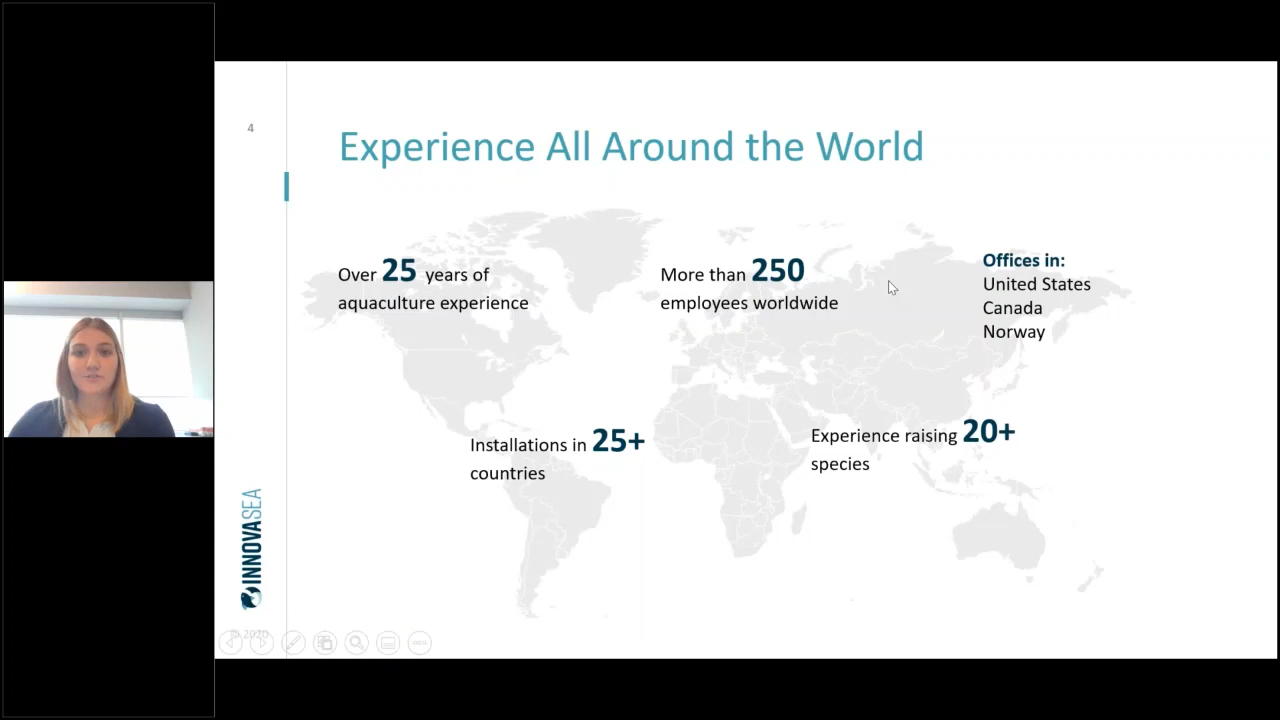 4
Experience All Around the World
Over 25 years of
aquaculture experience
More than 250
employees worldwide
Offices in:
United States
Canada
Norway
Installations in 25+
countries
Experience raising 20+
species
INNOVASEA
© 2020